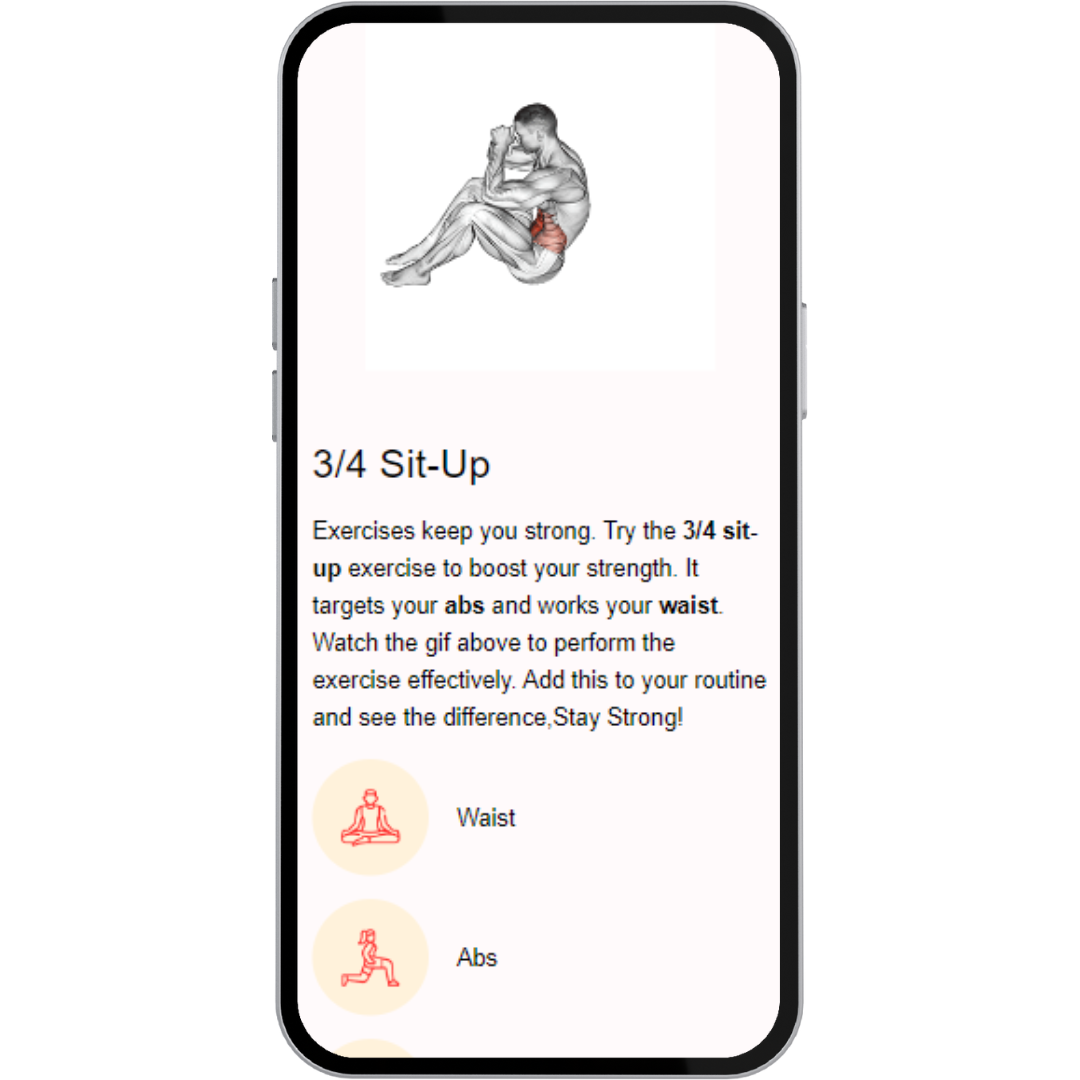 3/4 Sit-Up
Exercises keep you strong. Try the 3/4 sit-
up exercise to boost your strength. It
targets your abs and works your waist.
Watch the gif above to perform the
exercise effectively. Add this to your routine
and see the difference,Stay Strong!
Waist
Abs